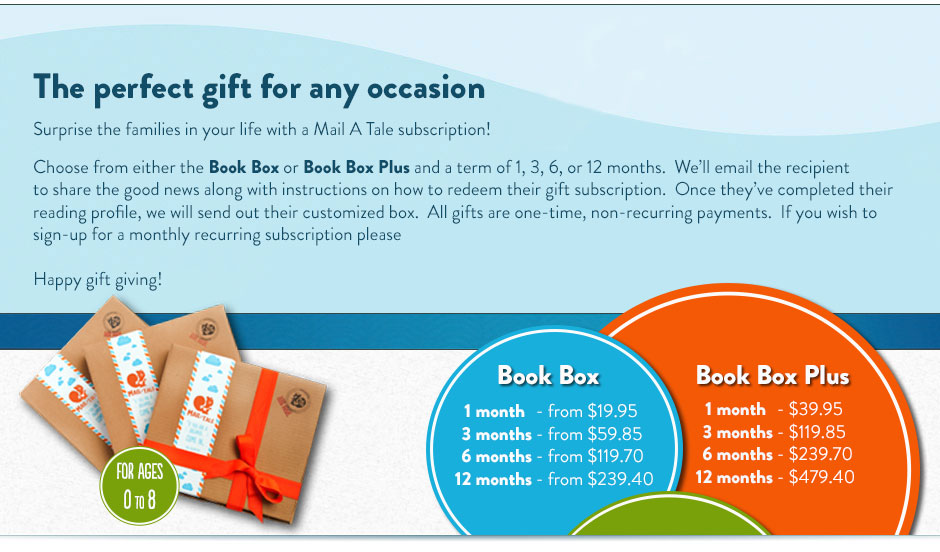 The perfect gift for any occasion
Surprise the families in your life with a Mail A Tale subscription!
Choose from either the Book Box or Book Box Plus and a term of 1, 3, 6, or 12 months.  We'll email the recipient
to share the good news along with instructions on how to redeem their gift subscription.  Once they've completed their
reading profile, we will send out their customized box.  All gifts are one-time, non-recurring payments.  If you wish to
sign-up for a monthly recurring subscription please
Happy gift giving!
MAIL A TALE
FOR AGES
0 TO 8
Book Box
1 month - from $19.95
3 months - from $59.85
6 months - from $119.70
12 months - from $239.40
Book Box Plus
1 month - $39.95
3 months - $119.85
6 months - $239.70
12 months - $479.40